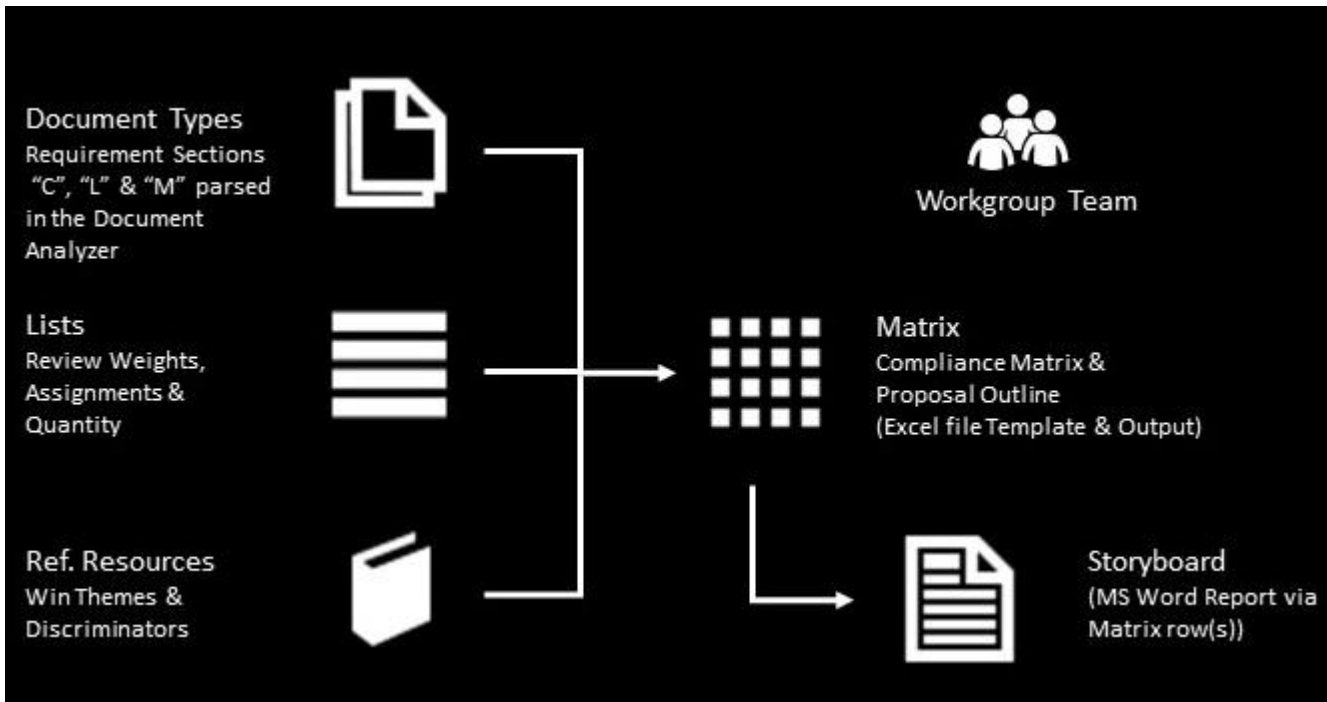 Document Types
Requirement Sections
“C”, “L” & “M” parsed
in the Document
Analyzer
Workgroup Team
Lists
Review Weights,
Assignments &
Quantity
Matrix
Compliance Matrix &
Proposal Outline
(Excel file Template & Output)
Ref. Resources
Win Themes &
Discriminators
Storyboard
(MS Word Report via
Matrix row(s))